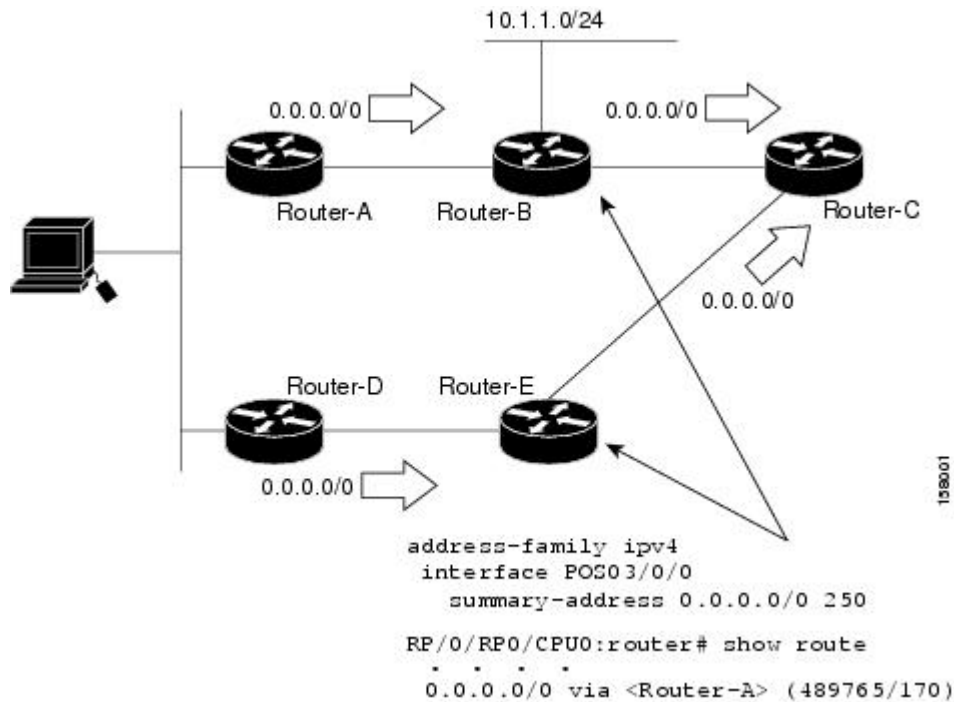 10.1.1.0/24
0.0.0.0/0
0.0.0.0/0
Router-A
Router-B
Router-C
0.0.0.0/0
Router-D
Router-E
0.0.0.0/0
158001
address-family ipv4
interface POS03/0/0
summary-address 0.0.0.0/0 250
RP/0/RP0/CPU0:router# show route
. . . .
0.0.0.0/0 via <Router-A> (489765/170)